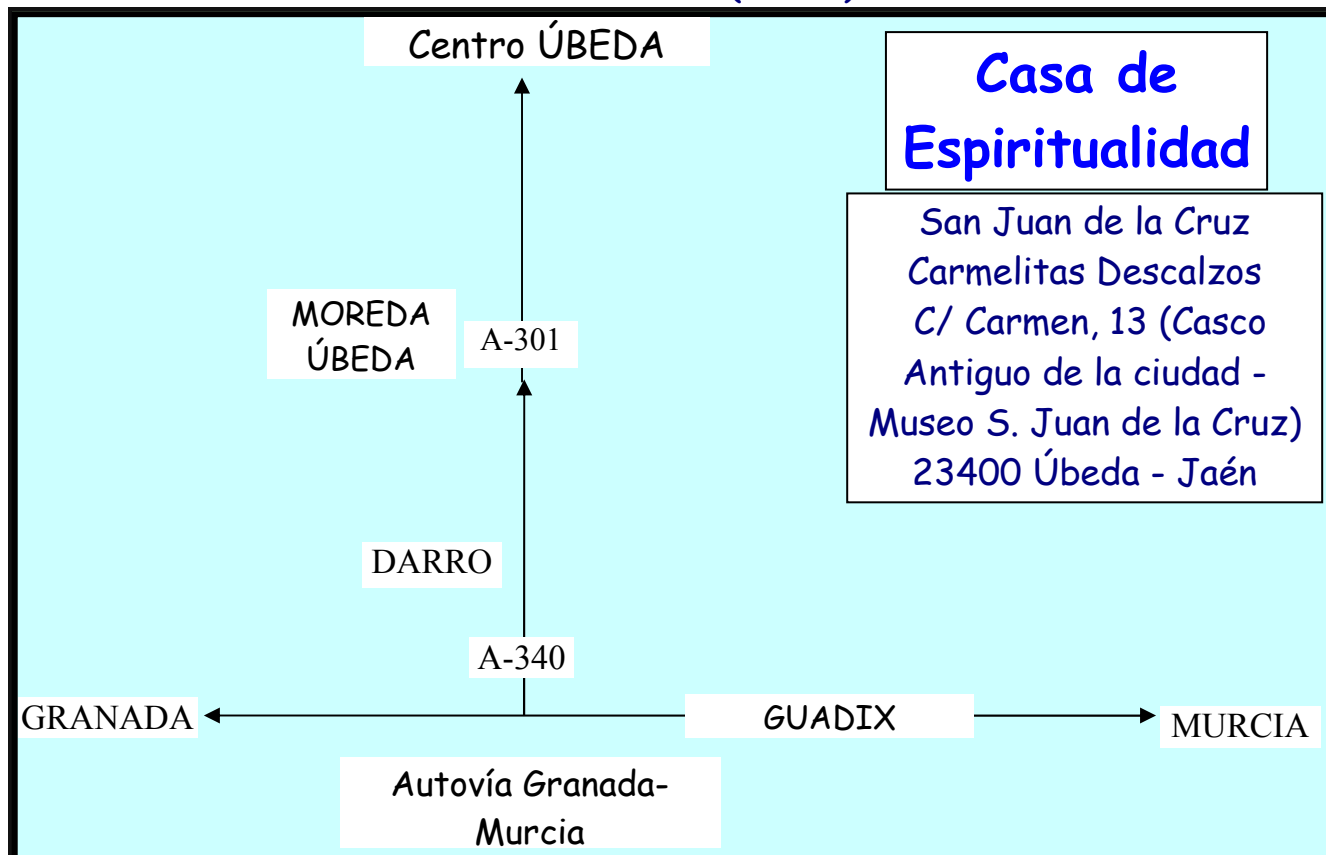 Centro ÚBEDA
Casa de
Espiritualidad
San Juan de la Cruz
Carmelitas Descalzos
C/ Carmen, 13 (Casco
Antiguo de la ciudad -
Museo S. Juan de la Cruz)
23400 Úbeda - Jaén
MOREDA
ÚBEDA
A-301
DARRO
A-340
GRANADA
GUADIX
MURCIA
Autovía Granada-
Murcia